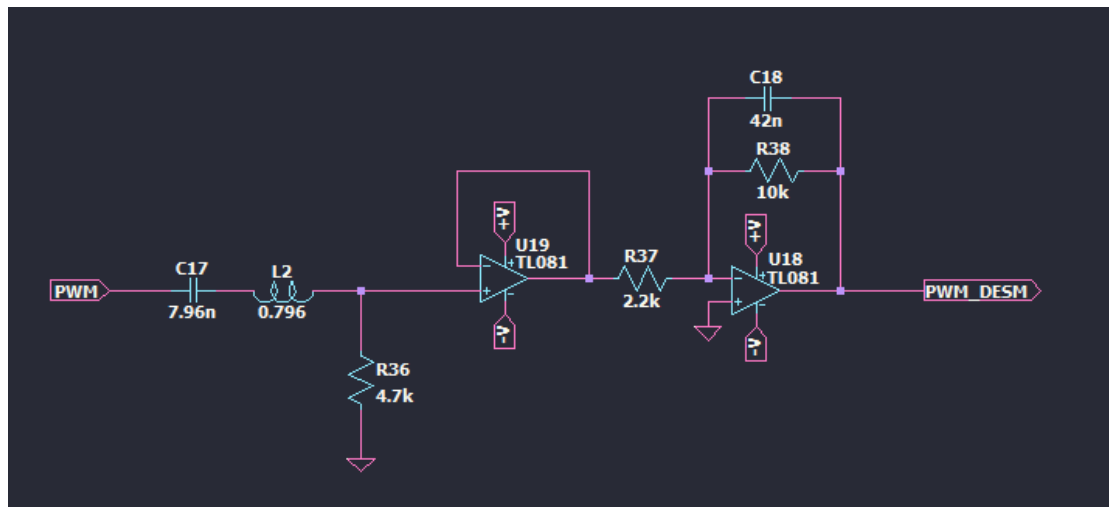 C18
42n
R38
10k
V+
U19
TL081
V+
U18
TL081
C17
L2
R37
PWM
7.96n
0.796
2.2k
PWM_DESM
V-
V-
R36
4.7k